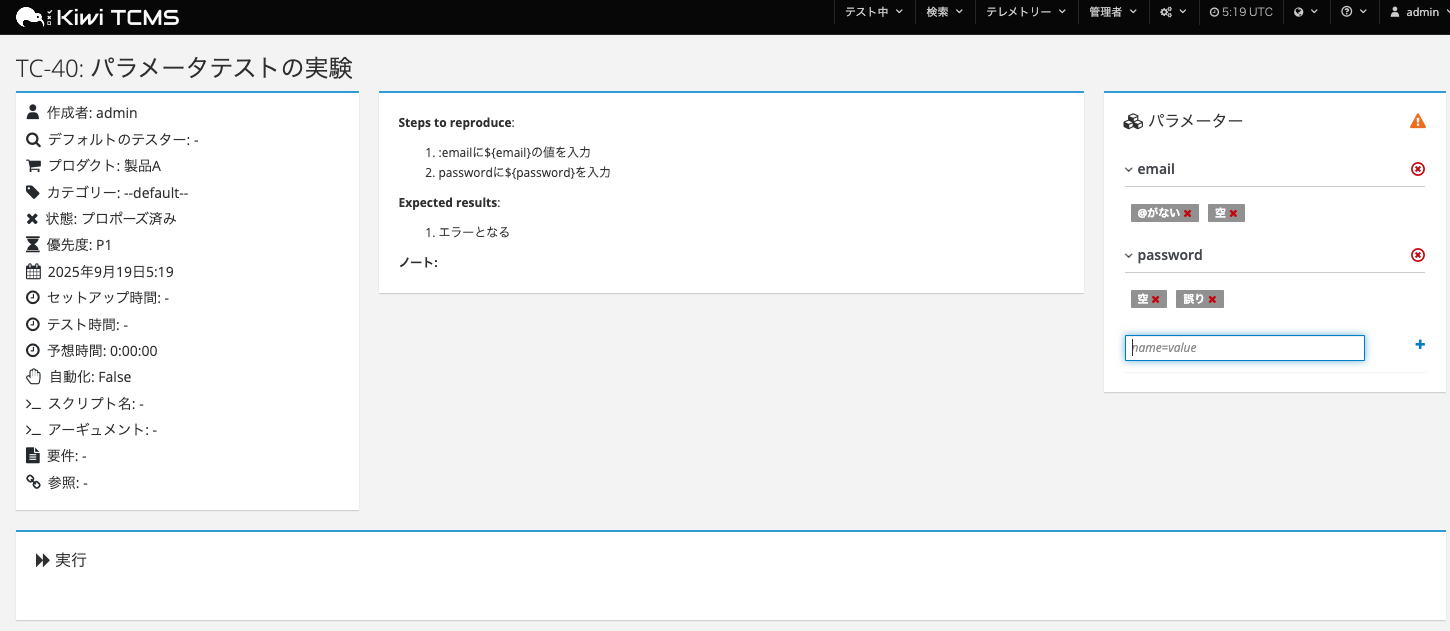 Kiwi TCMS
テスト中 検索 テレメトリー 管理者 5:19 UTC admin
TC-40: パラメータテストの実験
作成者: admin
デフォルトのテスター: -
プロダクト: 製品A
カテゴリー: --default--
状態: プロポーズ済み
優先度: P1
2025年9月19日5:19
セットアップ時間: -
テスト時間: -
予想時間: 0:00:00
自動化: False
スクリプト名: -
アーギュメント: -
要件: -
参照: -
Steps to reproduce:
1. :emailに${email}の値を入力
2. passwordに${password}を入力
Expected results:
1. エラーとなる
ノート:
パラメーター
email
@がない 空
password
空 誤り
name=value
実行